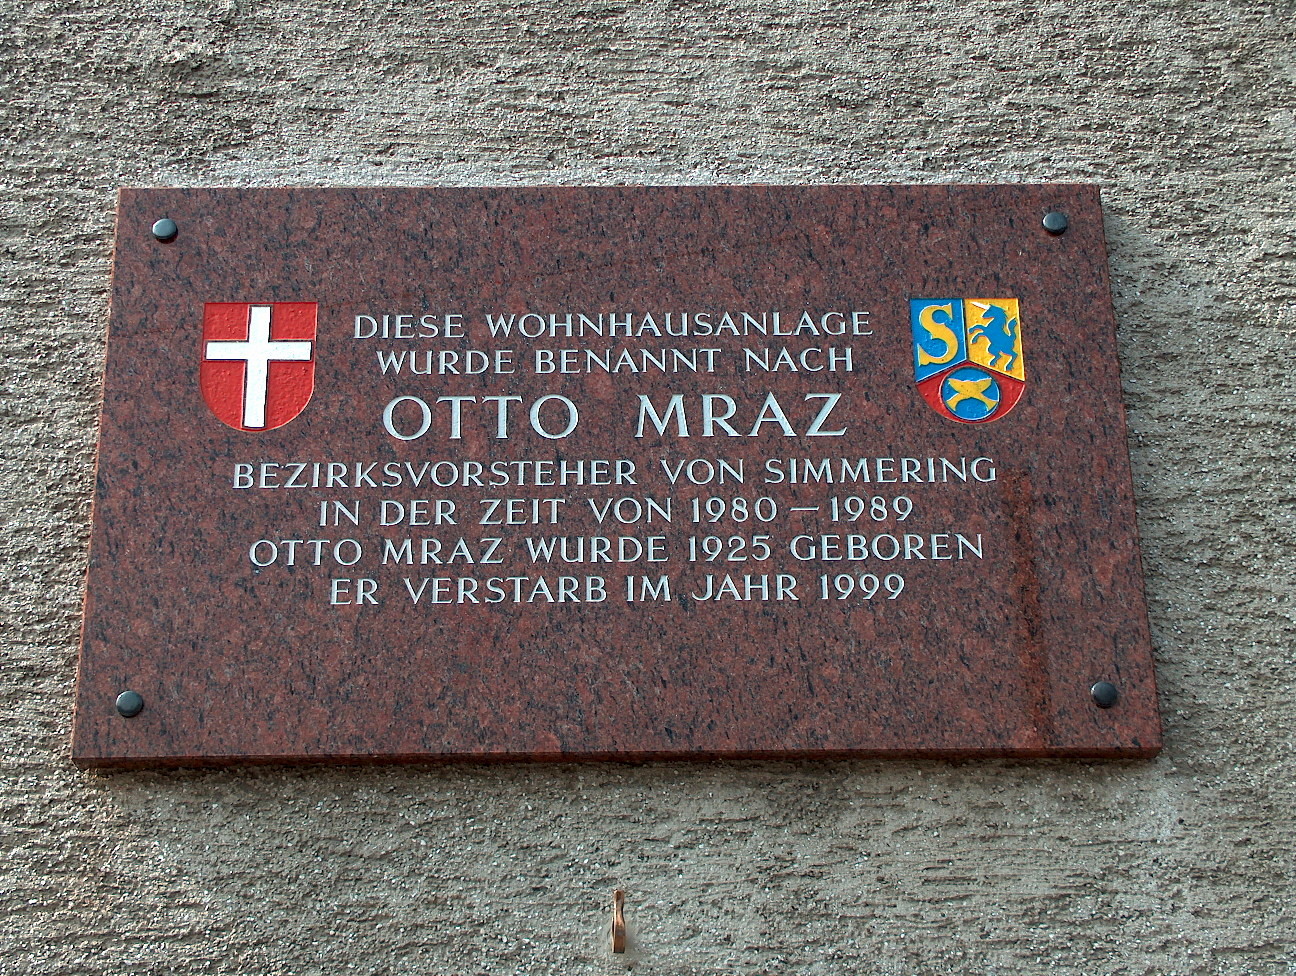 DIESE WOHNHAUSANLAGE
WURDE BENANNT NACH
OTTO MRAZ
BEZIRKSVORSTEHER VON SIMMERING
IN DER ZEIT VON 1980 – 1989
OTTO MRAZ WURDE 1925 GEBOREN
ER VERSTARB IM JAHR 1999
S